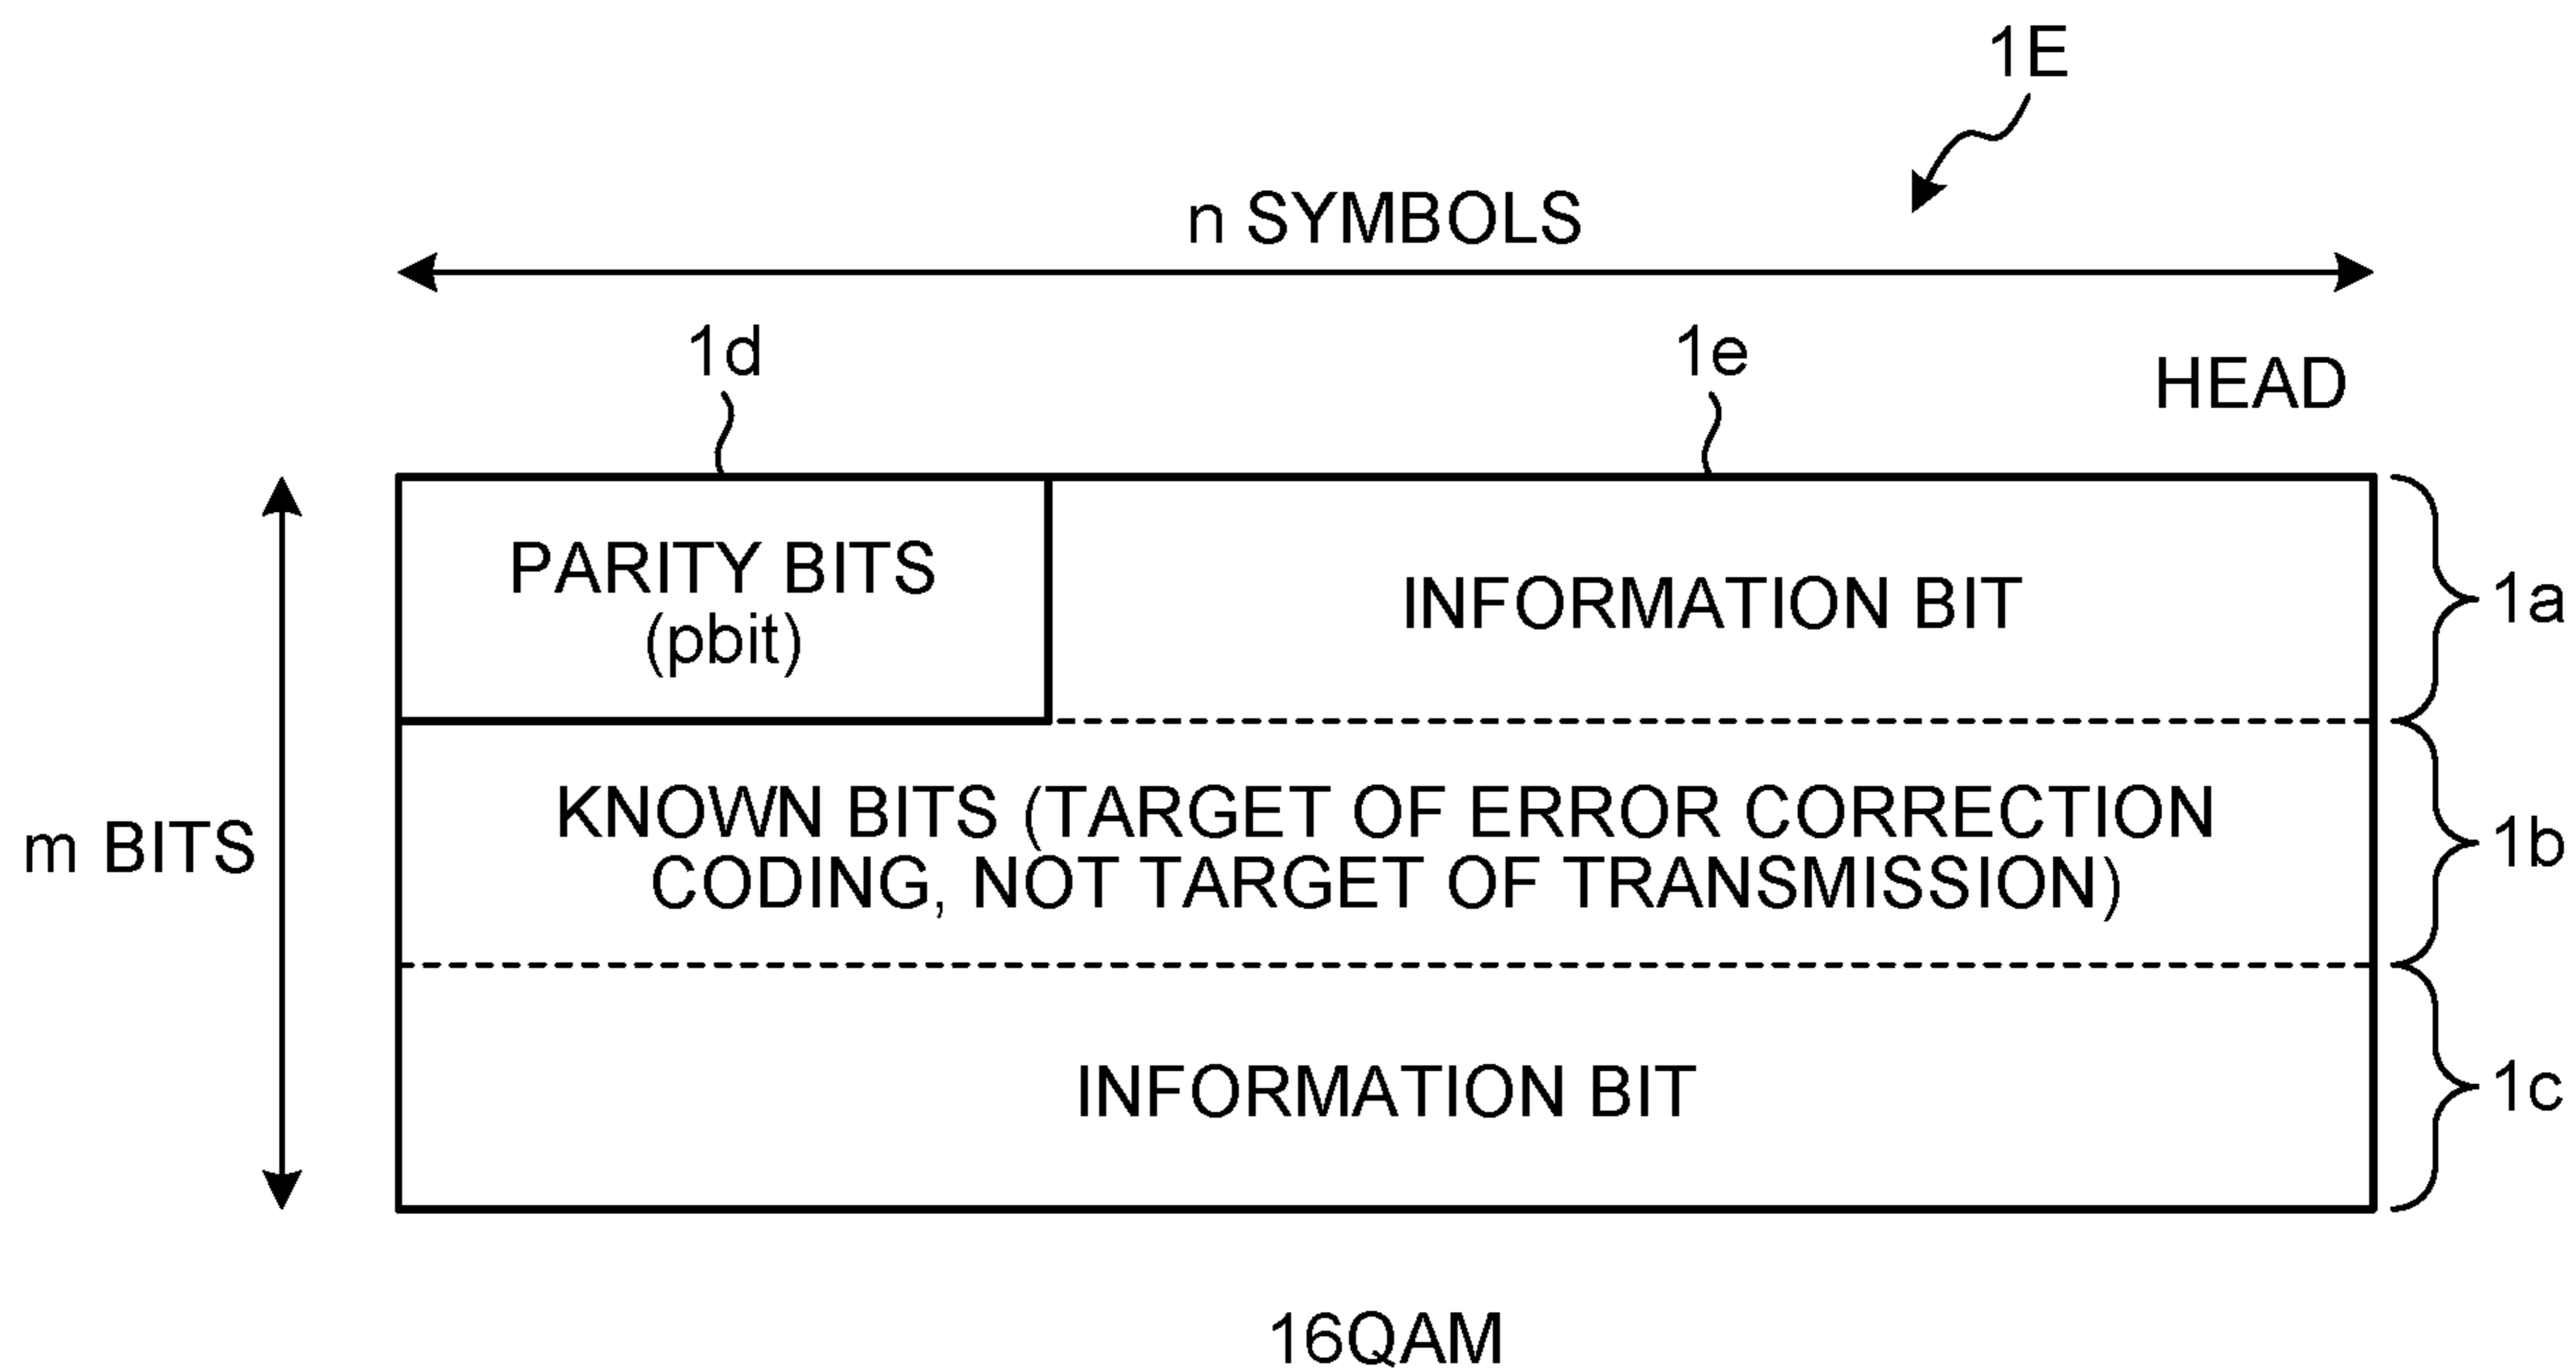 1E
n SYMBOLS
1d
1e
HEAD
PARITY BITS
(pbit)
INFORMATION BIT
1a
m BITS
KNOWN BITS (TARGET OF ERROR CORRECTION
CODING, NOT TARGET OF TRANSMISSION)
1b
INFORMATION BIT
1c
16QAM